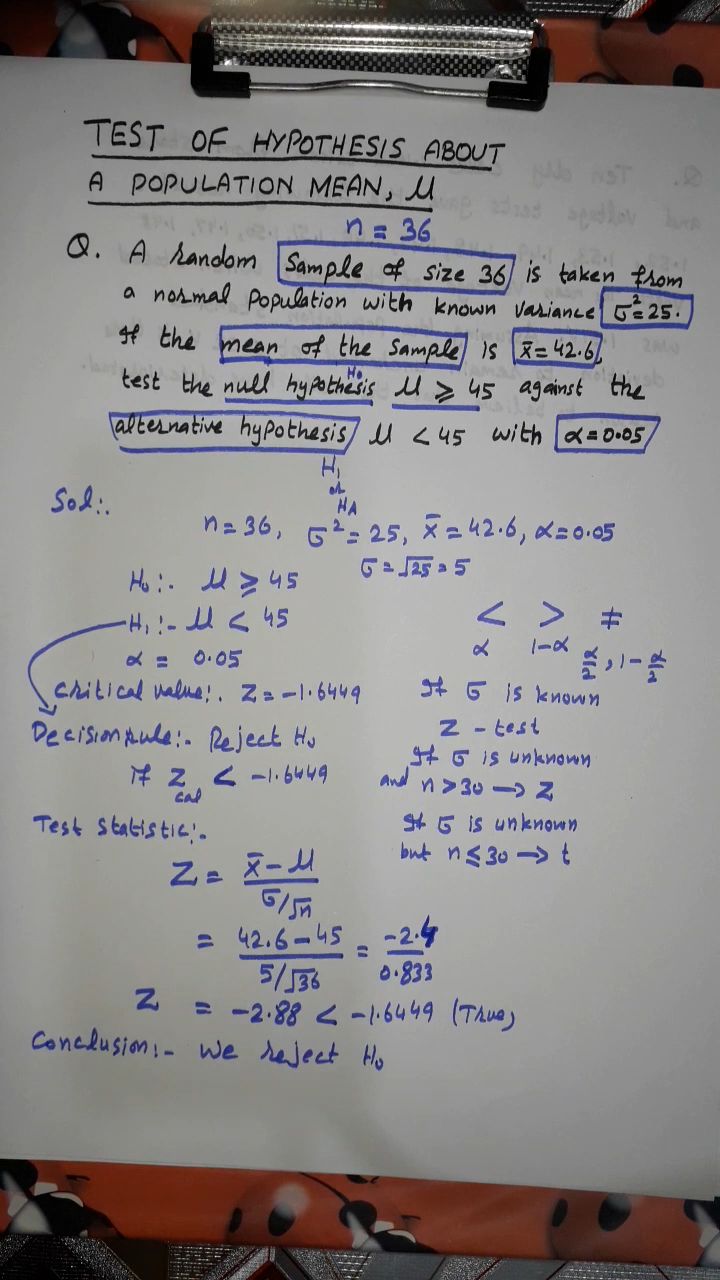 TEST OF HYPOTHESIS ABOUT
A POPULATION MEAN, μ
n = 36
Q. A random Sample of size 36 is taken from
a normal population with known variance σ²=25.
If the mean of the sample is x̄=42.6,
H₀
test the null hypothesis μ ≥ 45 against the
alternative hypothesis μ < 45 with α=0.05
H₁
or
HA
Sol:.
n=36, σ²=25, x̄=42.6, α=0.05
σ=√25=5
H₀:. μ ≥ 45
H₁:- μ < 45
α = 0.05
Critical value:. Z=-1.6449
Decision rule:- Reject H₀
if Z cal < -1.6449
< > ≠
α 1-α α/2, 1-α/2
If σ is known
Z - test
If σ is unknown
and n>30 → Z
If σ is unknown
but n≤30 → t
Test Statistic:-
Z = x̄-μ / σ/√n
= 42.6-45 / 5/√36 = -2.4 / 0.833
Z = -2.88 < -1.6449 (True)
Conclusion:- We reject H₀